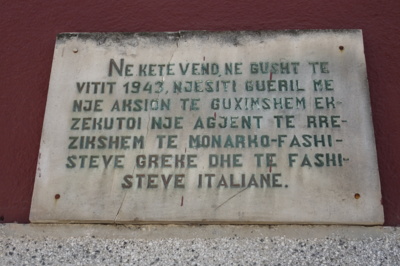 NE KETE VEND, NE GUSHT TE
VITIT 1943, NJESITI GUERIL ME
NJE AKSION TE GUXIMSHEM EK-
ZEKUTOI NJE AGJENT TE RRE-
ZIKSHEM TE MONARKO-FASHI-
STEVE GREKE DHE TE FASHI-
STEVE ITALIANE.